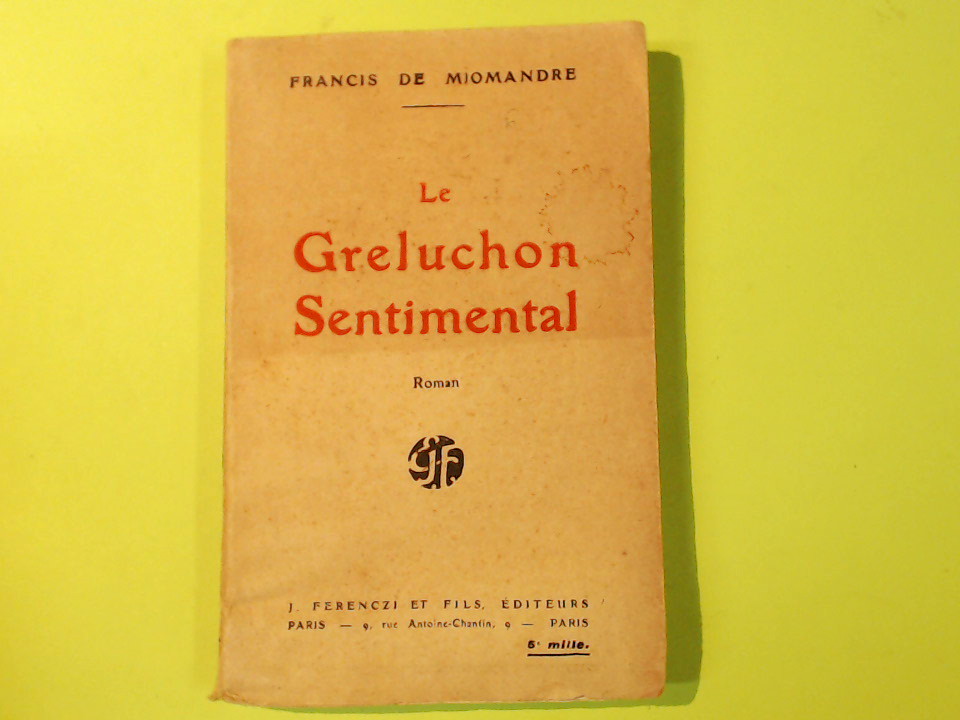 FRANCIS DE MIOMANDRE
Le
Greluchon
Sentimental
Roman
J. FERENCZI ET FILS, ÉDITEURS
PARIS — 9, rue Antoine-Chantin, 9 — PARIS
5e mille.